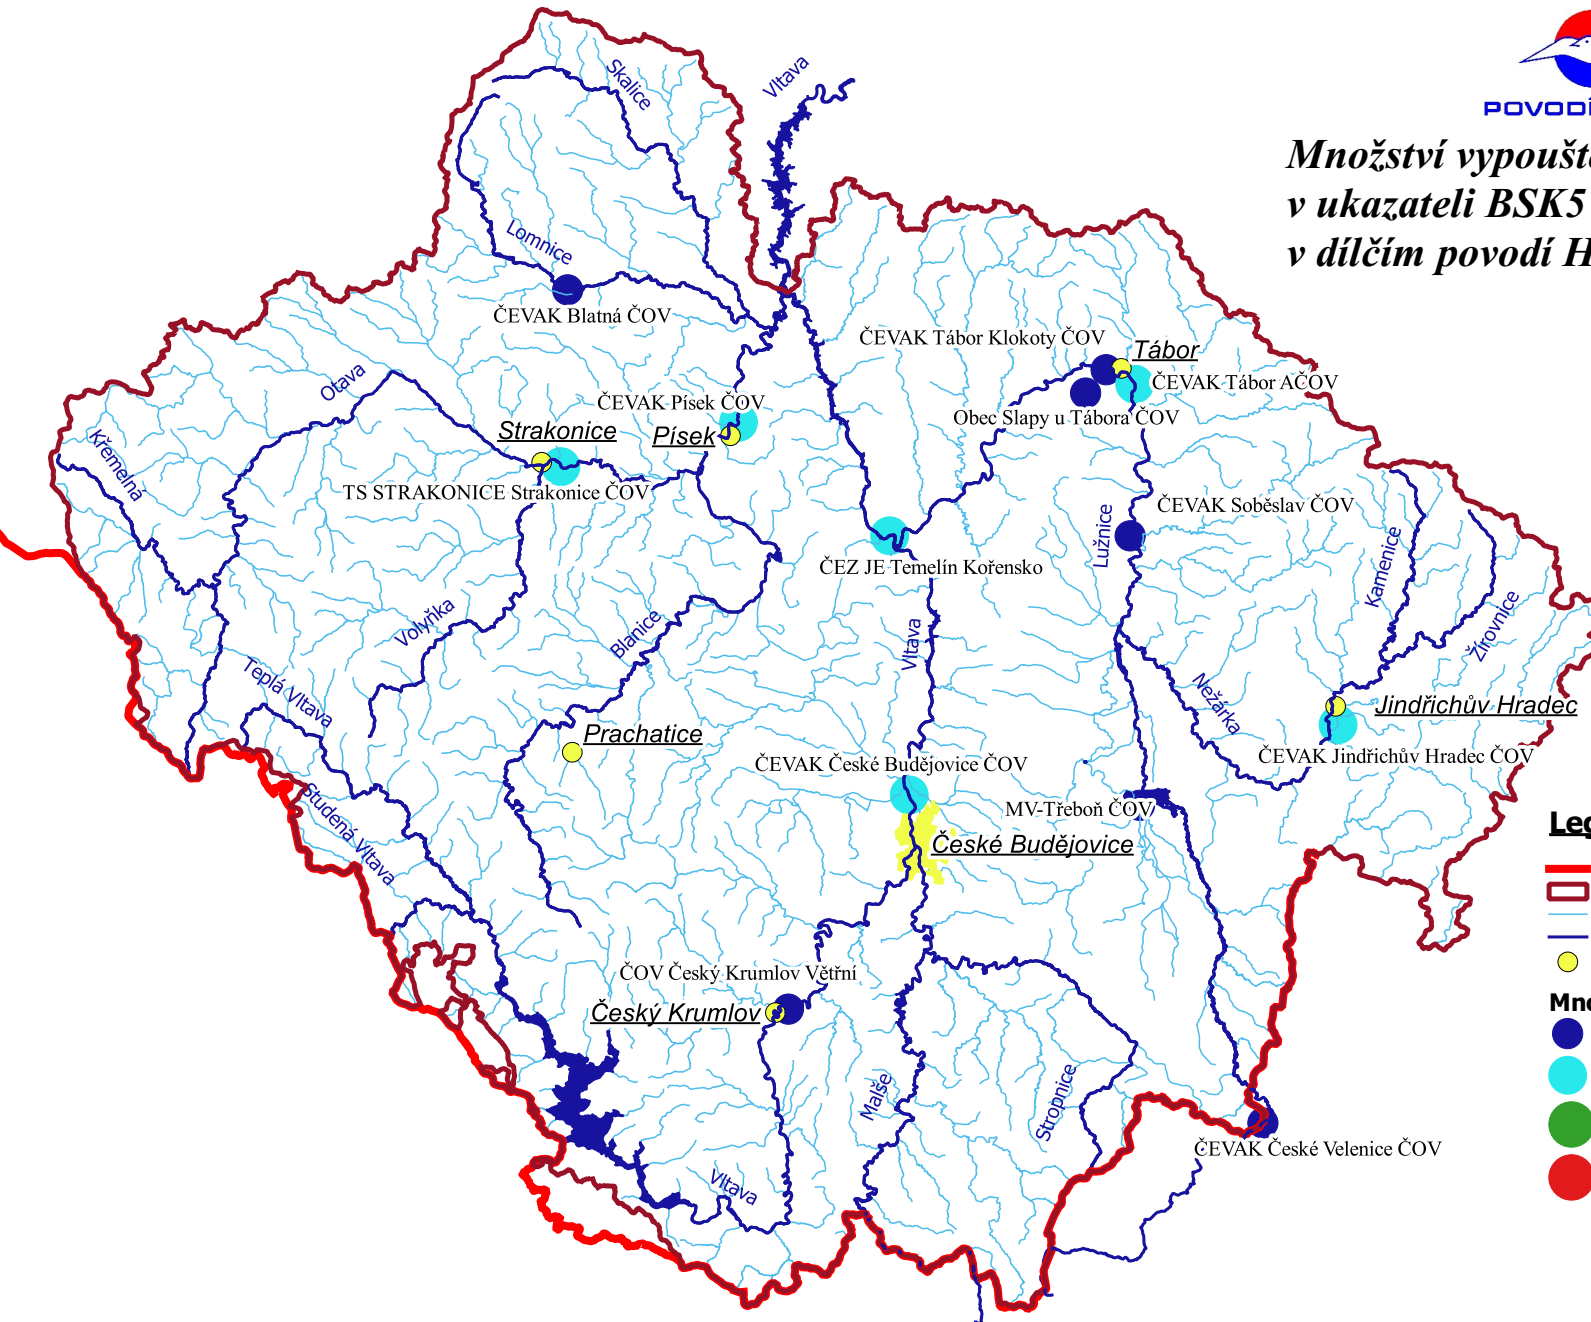 POVODÍ
Množství vypoušt
v ukazateli BSK5
v dílčím povodí H
Skalice
Vltava
Lomnice
ČEVAK Blatná ČOV
ČEVAK Tábor Klokoty ČOV
Tábor
ČEVAK Tábor AČOV
Obec Slapy u Tábora ČOV
Otava
ČEVAK Písek ČOV
Písek
Strakonice
TS STRAKONICE Strakonice ČOV
Křemelná
ČEVAK Soběslav ČOV
Lužnice
Kamenice
ČEZ JE Temelín Kořensko
Žirovnice
Volyňka
Blanice
Vltava
Teplá Vltava
Nežárka
Jindřichův Hradec
ČEVAK Jindřichův Hradec ČOV
Prachatice
ČEVAK České Budějovice ČOV
MV-Třeboň ČOV
České Budějovice
Studená Vltava
Leg
ČOV Český Krumlov Větřní
Český Krumlov
Mno
Malše
Stropnice
ČEVAK České Velenice ČOV
Vltava